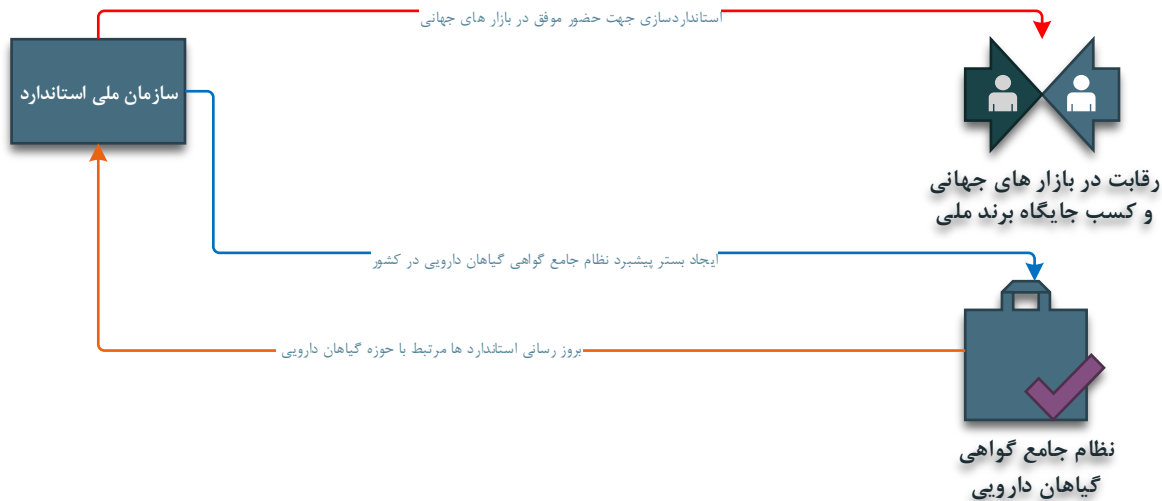 استانداردسازی جهت حضور موفق در بازار های جهانی
سازمان ملی استاندارد
رقابت در بازار های جهانی
و کسب جایگاه برند ملی
ایجاد بستر پیشبرد نظام جامع گواهی گیاهان دارویی در کشور
بروز رسانی استاندارد ها مرتبط با حوزه گیاهان دارویی
نظام جامع گواهی
گیاهان دارویی